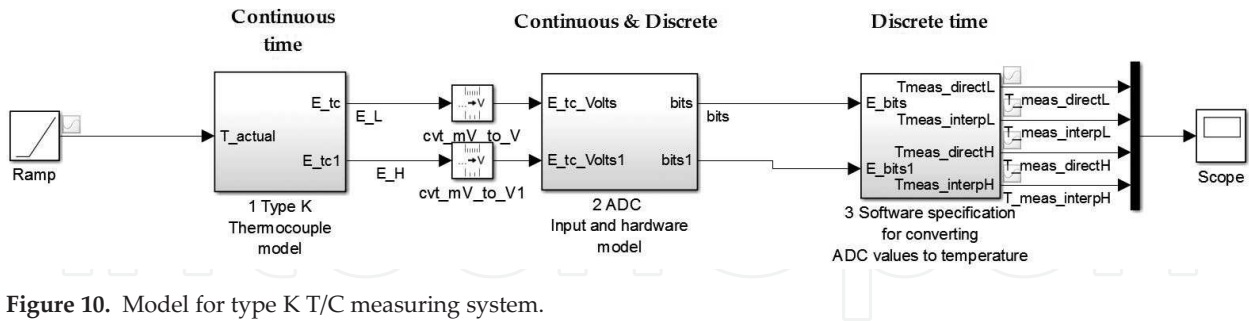 Continuous
time
Continuous & Discrete
Discrete time
Ramp
T_actual
E_tc
E_tc1
1 Type K
Thermocouple
model
E_L
E_H
...→V
cvt_mV_to_V
...→V
cvt_mV_to_V1
E_tc_Volts
E_tc_Volts1
bits
bits1
2 ADC
Input and hardware
model
bits
E_bits
E_bits1
Tmeas_directL
Tmeas_interpL
Tmeas_directH
Tmeas_interpH
3 Software specification
for converting
ADC values to temperature
T_meas_directL
T_meas_interpL
T_meas_directH
T_meas_interpH
Scope
Figure 10. Model for type K T/C measuring system.